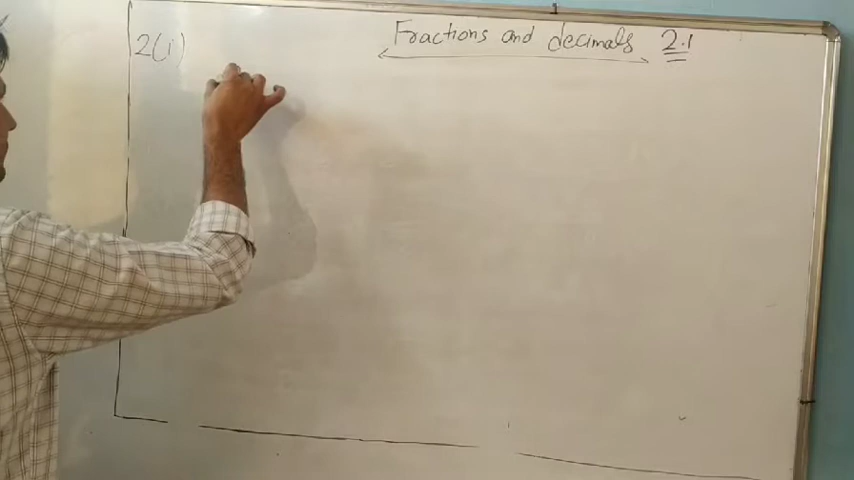 Fractions and decimals 2.1
2(i)